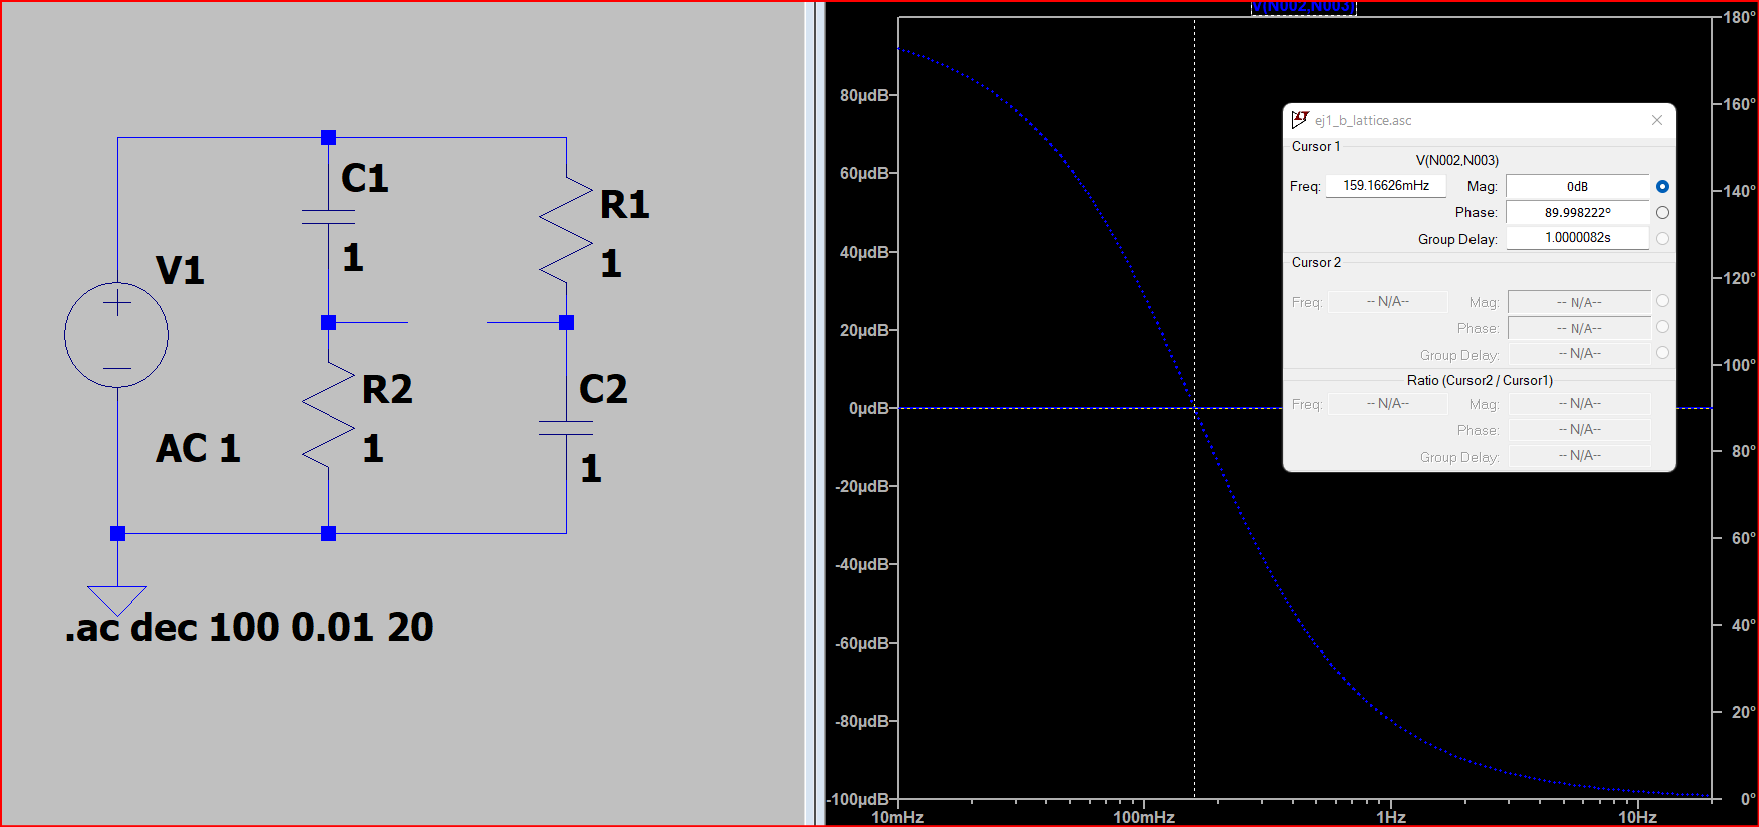 C1
1
R1
1
V1
R2
1
C2
1
AC 1
.ac dec 100 0.01 20
V(N002,N003)
80µdB
60µdB
40µdB
20µdB
0µdB
-20µdB
-40µdB
-60µdB
-80µdB
-100µdB
10mHz
100mHz
1Hz
10Hz
180°
160°
140°
120°
100°
80°
60°
40°
20°
0°
ej1_b_lattice.asc
Cursor 1
V(N002,N003)
Freq: 159.16626mHz Mag: 0dB
Phase: 89.998222º
Group Delay: 1.0000082s
Cursor 2
Freq: -- N/A-- Mag: -- N/A--
Phase: -- N/A--
Group Delay: -- N/A--
Ratio (Cursor2 / Cursor1)
Freq: -- N/A-- Mag: -- N/A--
Phase: -- N/A--
Group Delay: -- N/A--